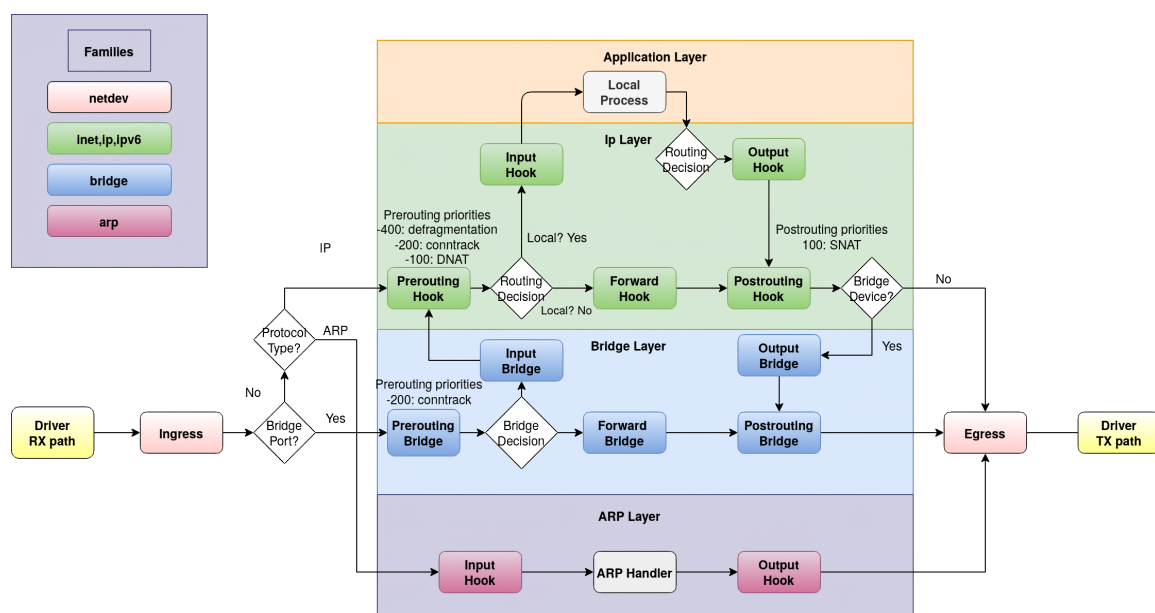 Families
netdev
inet,ip,ipv6
bridge
arp
Application Layer
Local
Process
Ip Layer
Routing
Decision
Output
Hook
Input
Hook
Prerouting priorities
-400: defragmentation
-200: conntrack
-100: DNAT
Local? Yes
Postrouting priorities
100: SNAT
IP
Prerouting
Hook
Routing
Decision
Local? No
Forward
Hook
Postrouting
Hook
Bridge
Device?
No
Yes
Protocol
Type?
ARP
Bridge Layer
Input
Bridge
Output
Bridge
Prerouting priorities
-200: conntrack
No
Yes
Driver
RX path
Ingress
Bridge
Port?
Prerouting
Bridge
Bridge
Decision
Forward
Bridge
Postrouting
Bridge
Egress
Driver
TX path
ARP Layer
Input
Hook
ARP Handler
Output
Hook